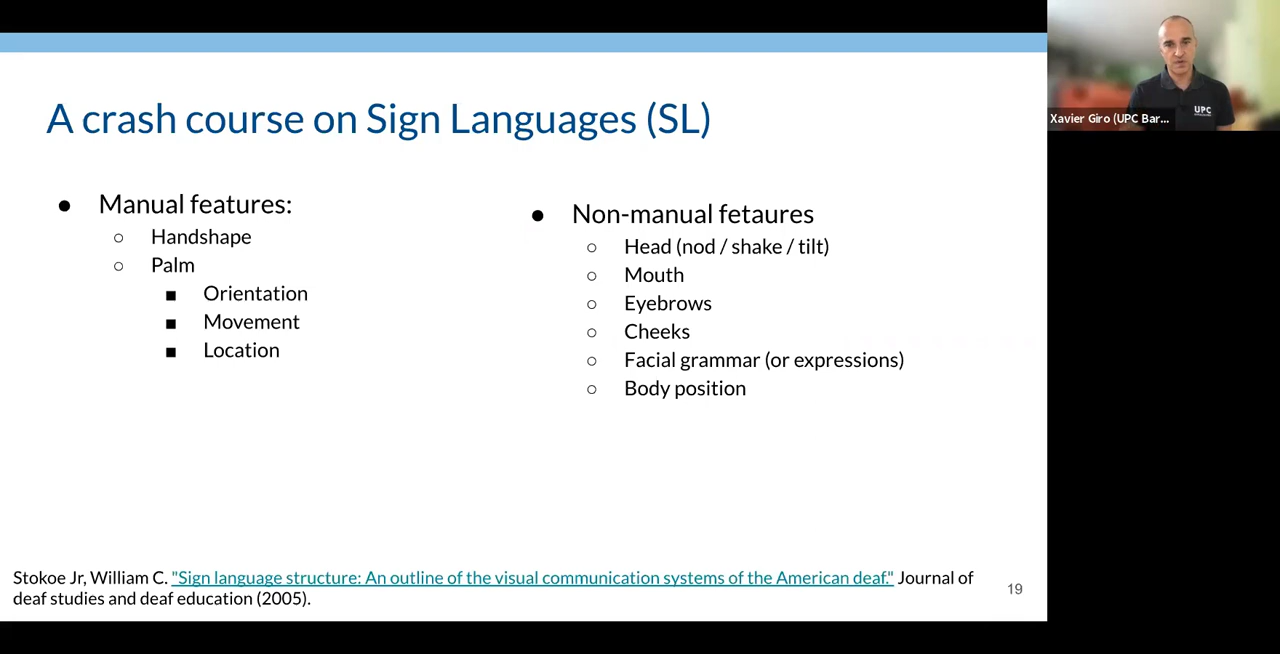 A crash course on Sign Languages (SL)
● Manual features:
○ Handshape
○ Palm
■ Orientation
■ Movement
■ Location
● Non-manual fetaures
○ Head (nod / shake / tilt)
○ Mouth
○ Eyebrows
○ Cheeks
○ Facial grammar (or expressions)
○ Body position
Stokoe Jr, William C. "Sign language structure: An outline of the visual communication systems of the American deaf." Journal of
deaf studies and deaf education (2005).
19
UPC
Xavier Giro (UPC Bar...